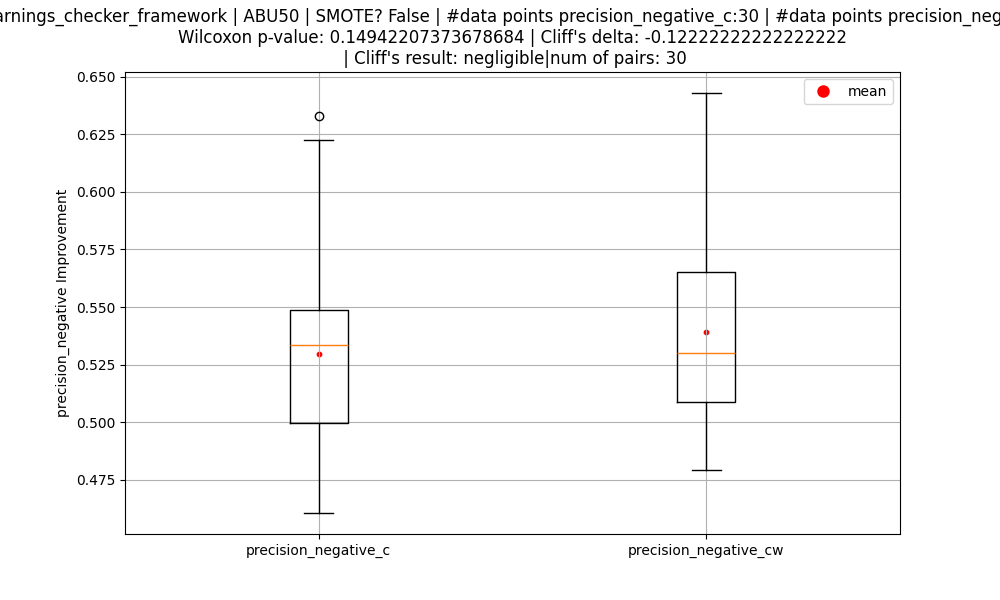 arnings_checker_framework | ABU50 | SMOTE? False | #data points precision_negative_c:30 | #data points precision_neg
Wilcoxon p-value: 0.14942207373678684 | Cliff's delta: -0.12222222222222222
| Cliff's result: negligible|num of pairs: 30
mean
precision_negative Improvement
0.650
0.625
0.600
0.575
0.550
0.525
0.500
0.475
precision_negative_c
precision_negative_cw